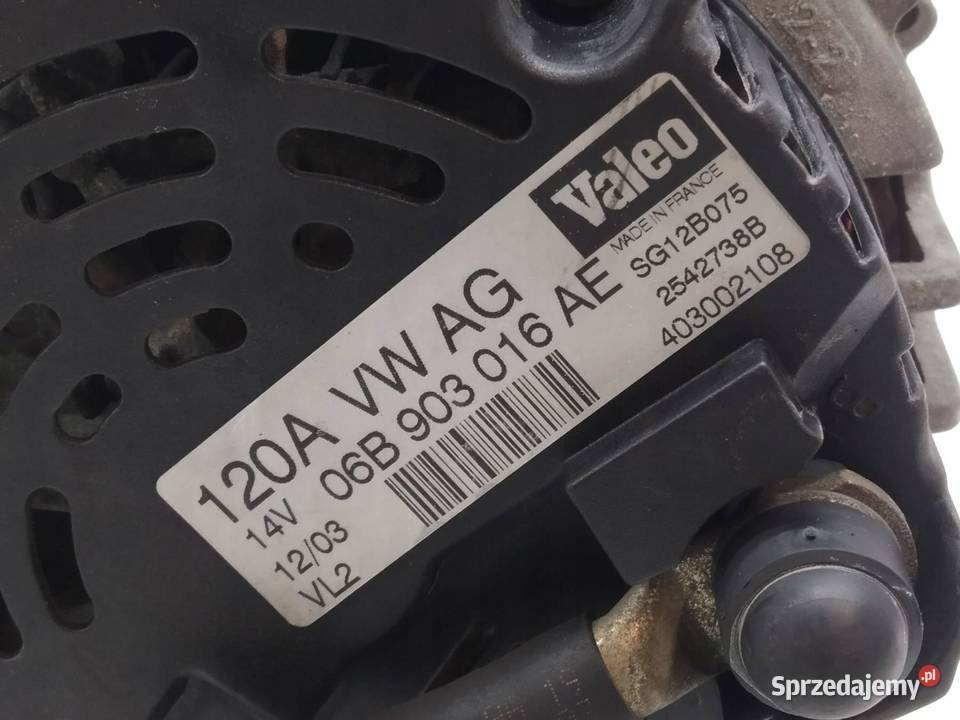 Valeo
MADE IN FRANCE
120A VW AG SG12B075
14V 06B 903 016 AE 2542738B
12/03 403002108
VL2
Sprzedajemy.pl